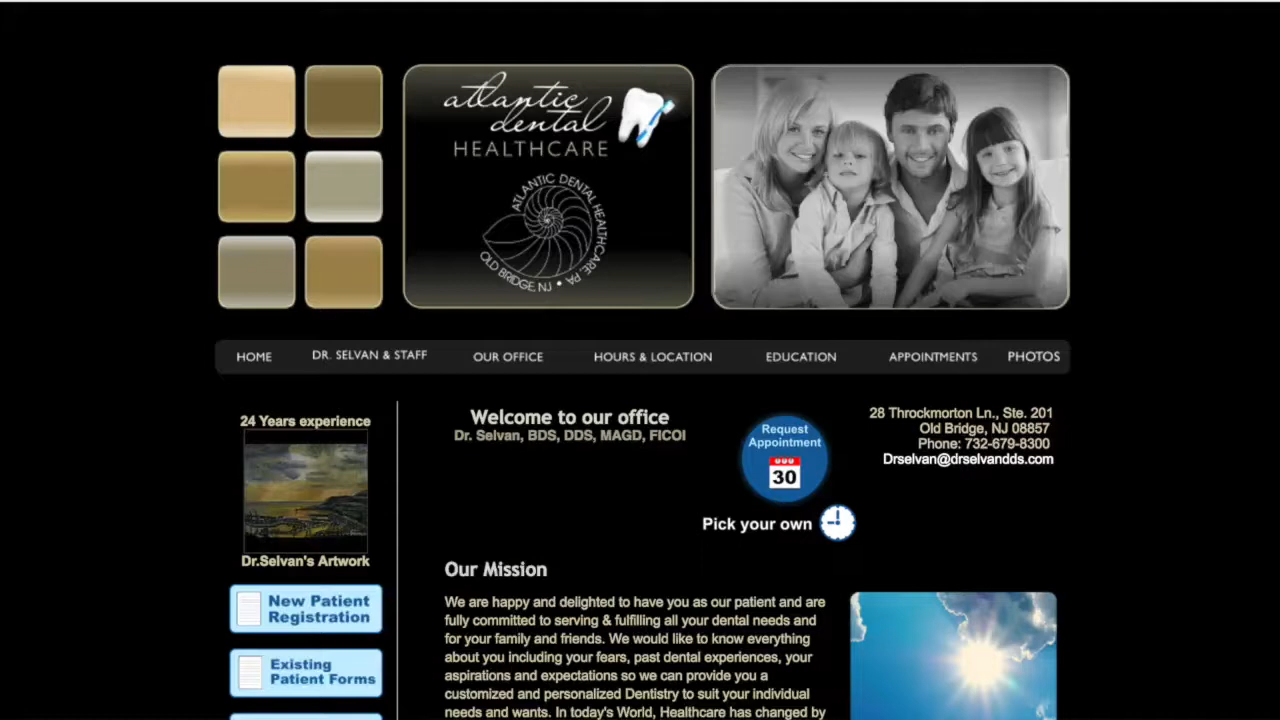 atlantic
dental
HEALTHCARE
ATLANTIC DENTAL HEALTHCARE, PA
OLD BRIDGE, NJ •
HOME
DR. SELVAN & STAFF
OUR OFFICE
HOURS & LOCATION
EDUCATION
APPOINTMENTS
PHOTOS
24 Years experience
Dr.Selvan's Artwork
New Patient
Registration
Existing
Patient Forms
Welcome to our office
Dr. Selvan, BDS, DDS, MAGD, FICOI
Request
Appointment
30
Pick your own
28 Throckmorton Ln., Ste. 201
Old Bridge, NJ 08857
Phone: 732-679-8300
Drselvan@drselvandds.com
Our Mission
We are happy and delighted to have you as our patient and are
fully committed to serving & fulfilling all your dental needs and
for your family and friends. We would like to know everything
about you including your fears, past dental experiences, your
aspirations and expectations so we can provide you a
customized and personalized Dentistry to suit your individual
needs and wants. In today's World, Healthcare has changed by